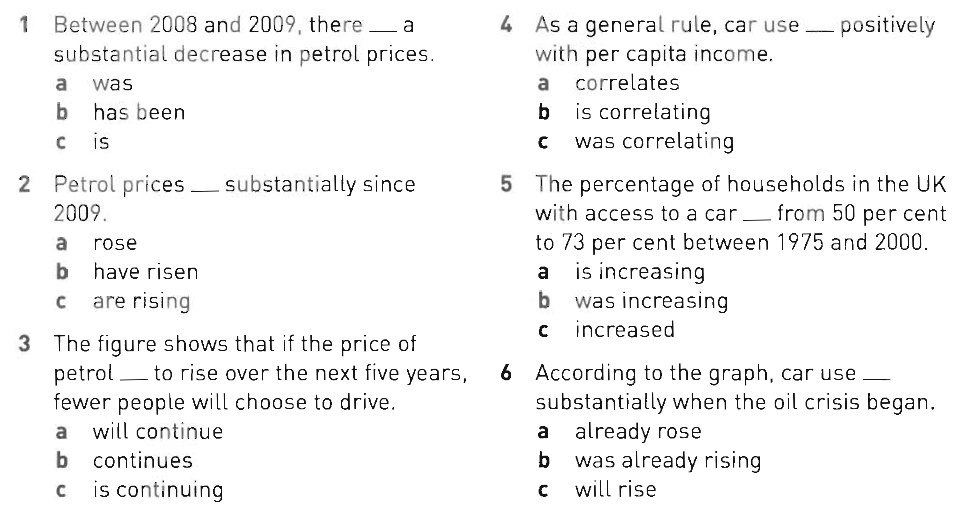 1 Between 2008 and 2009, there ___ a
substantial decrease in petrol prices.
a was
b has been
c is
2 Petrol prices ___ substantially since
2009.
a rose
b have risen
c are rising
3 The figure shows that if the price of
petrol ___ to rise over the next five years,
fewer people will choose to drive.
a will continue
b continues
c is continuing
4 As a general rule, car use ___ positively
with per capita income.
a correlates
b is correlating
c was correlating
5 The percentage of households in the UK
with access to a car ___ from 50 per cent
to 73 per cent between 1975 and 2000.
a is increasing
b was increasing
c increased
6 According to the graph, car use ___
substantially when the oil crisis began.
a already rose
b was already rising
c will rise